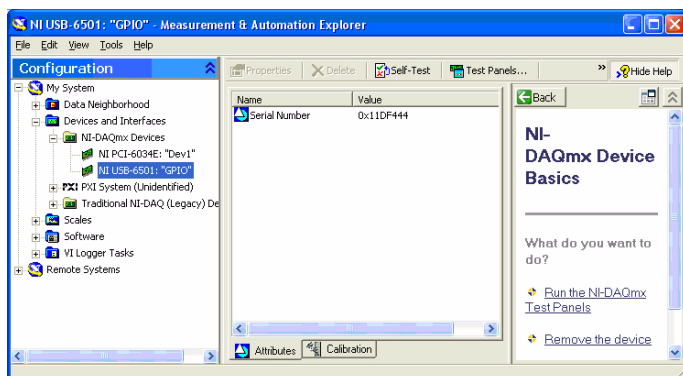 NI USB-6501: "GPIO" - Measurement & Automation Explorer
File Edit View Tools Help
Configuration
My System
Data Neighborhood
Devices and Interfaces
NI-DAQmx Devices
NI PCI-6034E: "Dev1"
NI USB-6501: "GPIO"
PXI PXI System (Unidentified)
Traditional NI-DAQ (Legacy) De
Scales
Software
VI Logger Tasks
Remote Systems
Properties Delete Self-Test Test Panels... » Hide Help
Name Value
Serial Number 0x11DF444
Attributes Calibration
Back
NI-
DAQmx Device
Basics
What do you want to
do?
Run the NI-DAQmx
Test Panels
Remove the device